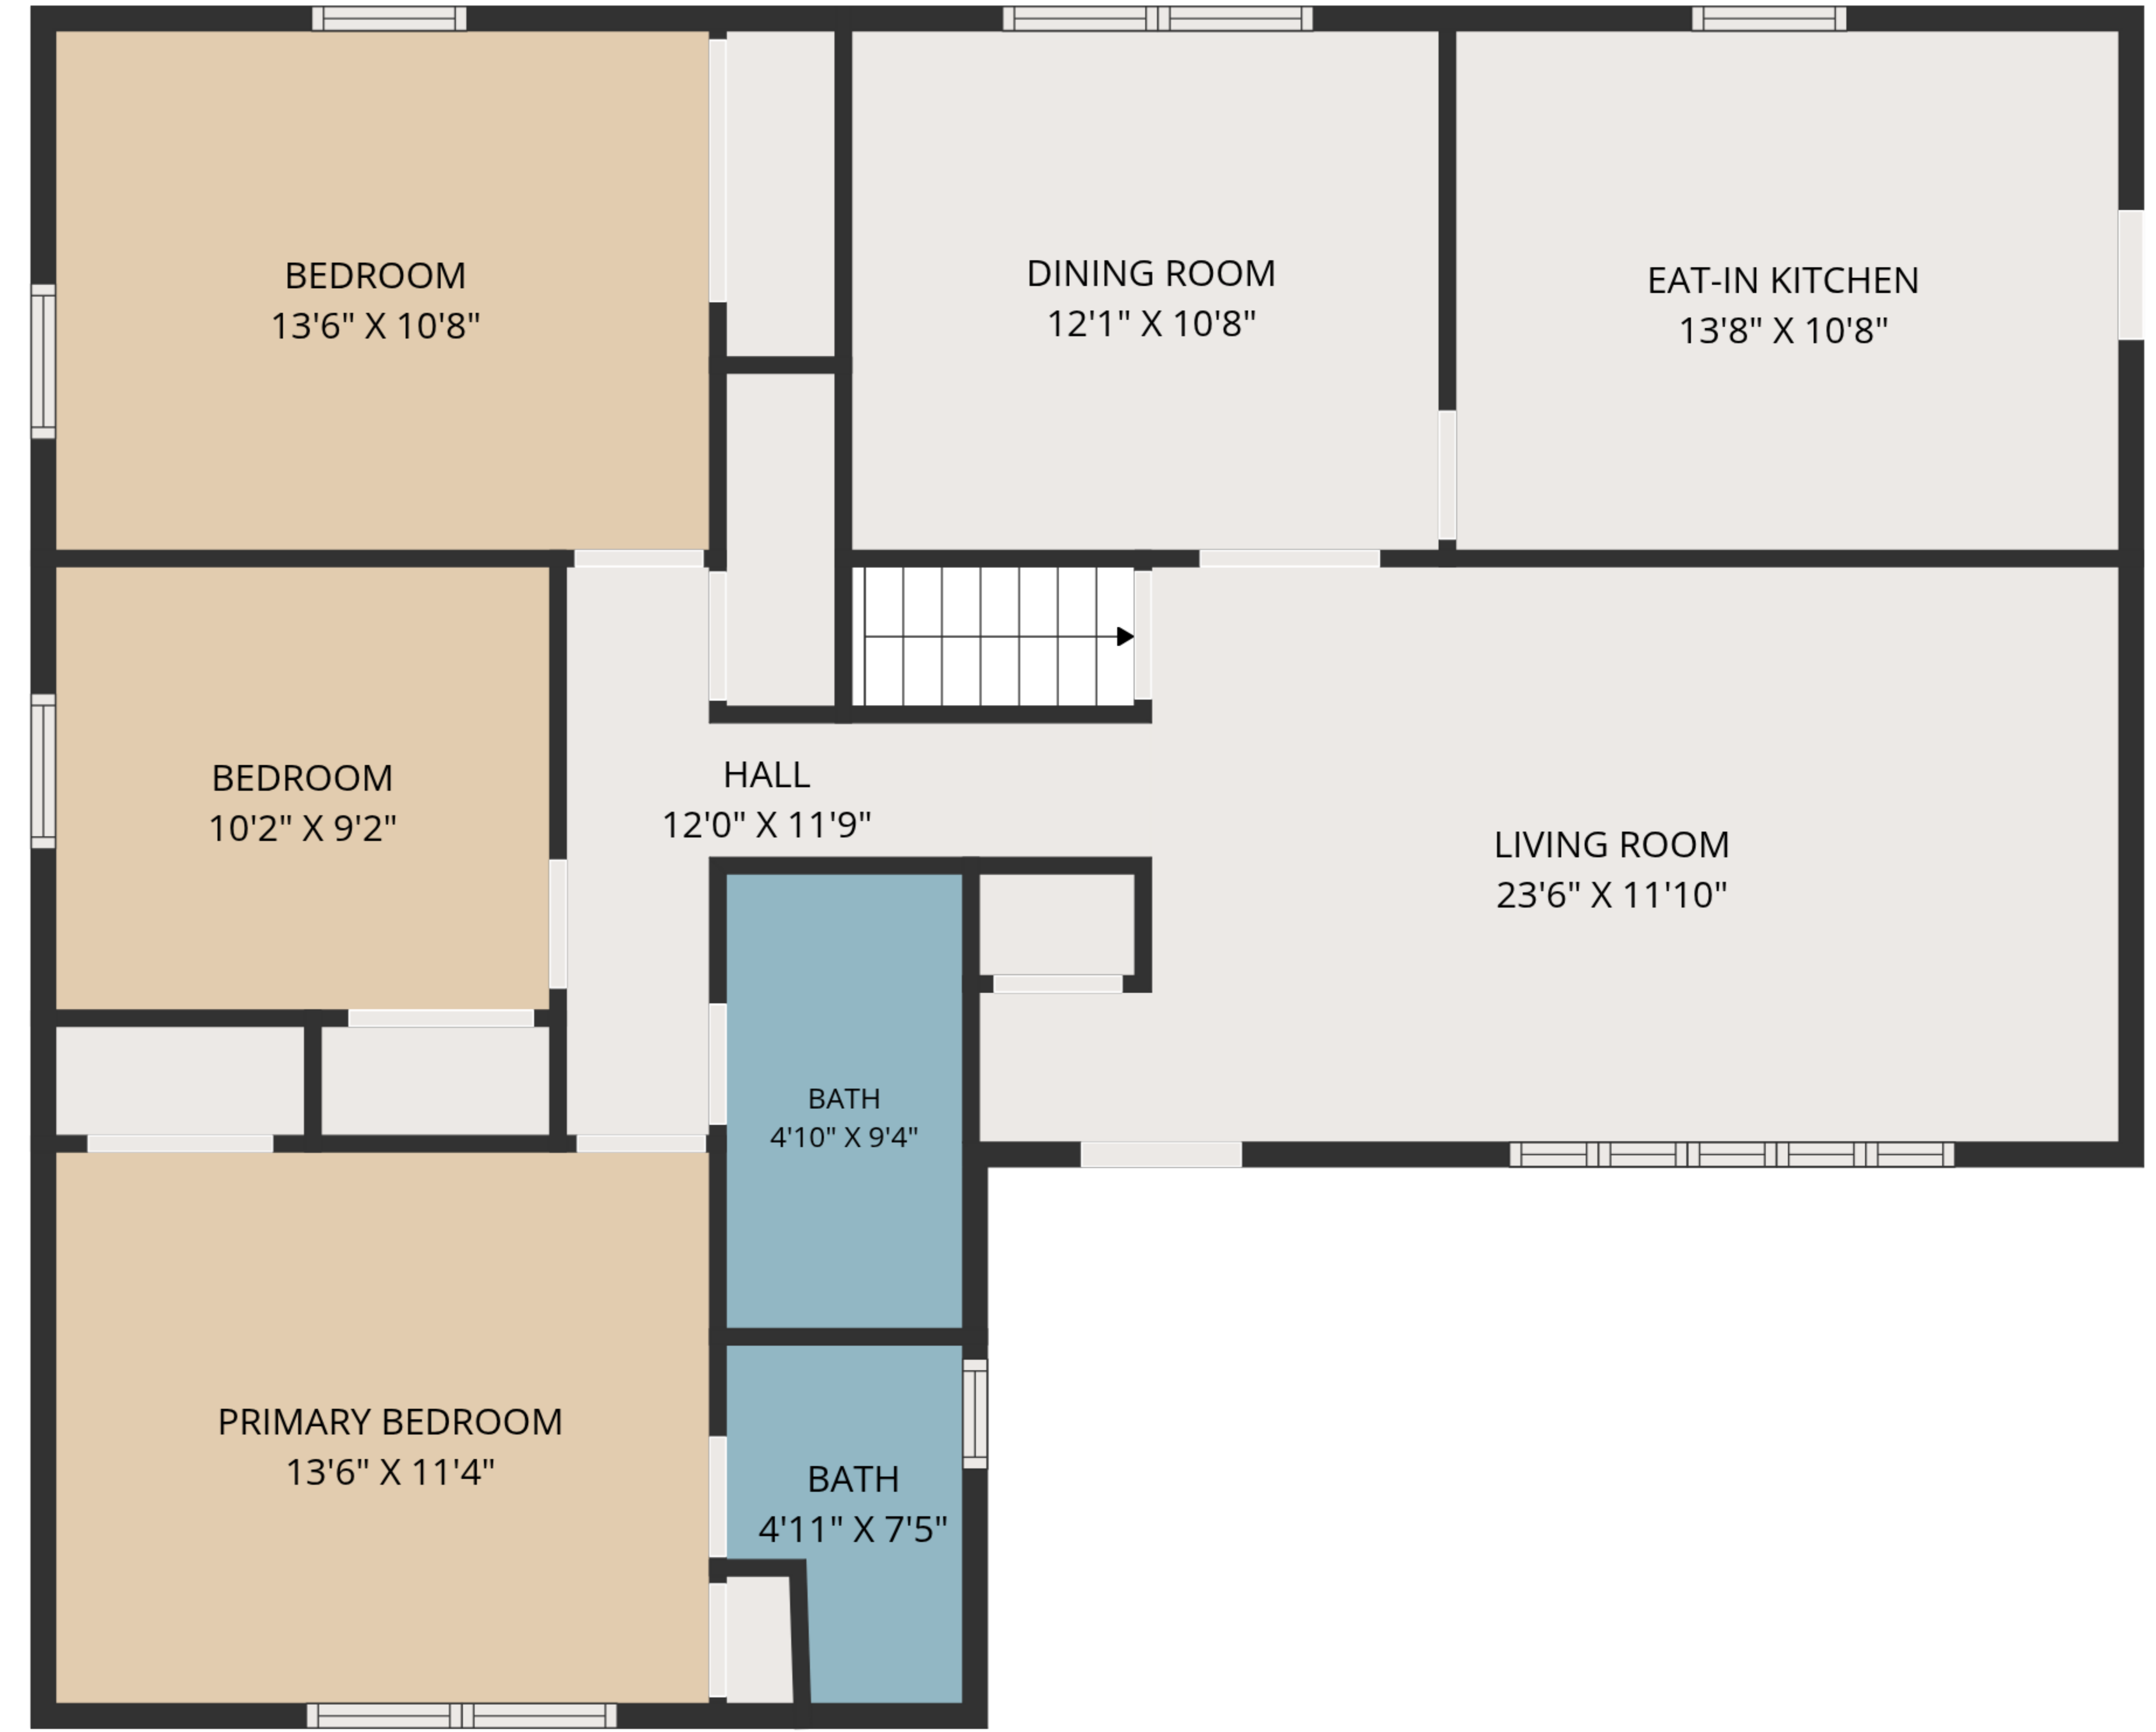 BEDROOM
13'6" X 10'8"
DINING ROOM
12'1" X 10'8"
EAT-IN KITCHEN
13'8" X 10'8"
BEDROOM
10'2" X 9'2"
HALL
12'0" X 11'9"
LIVING ROOM
23'6" X 11'10"
BATH
4'10" X 9'4"
PRIMARY BEDROOM
13'6" X 11'4"
BATH
4'11" X 7'5"